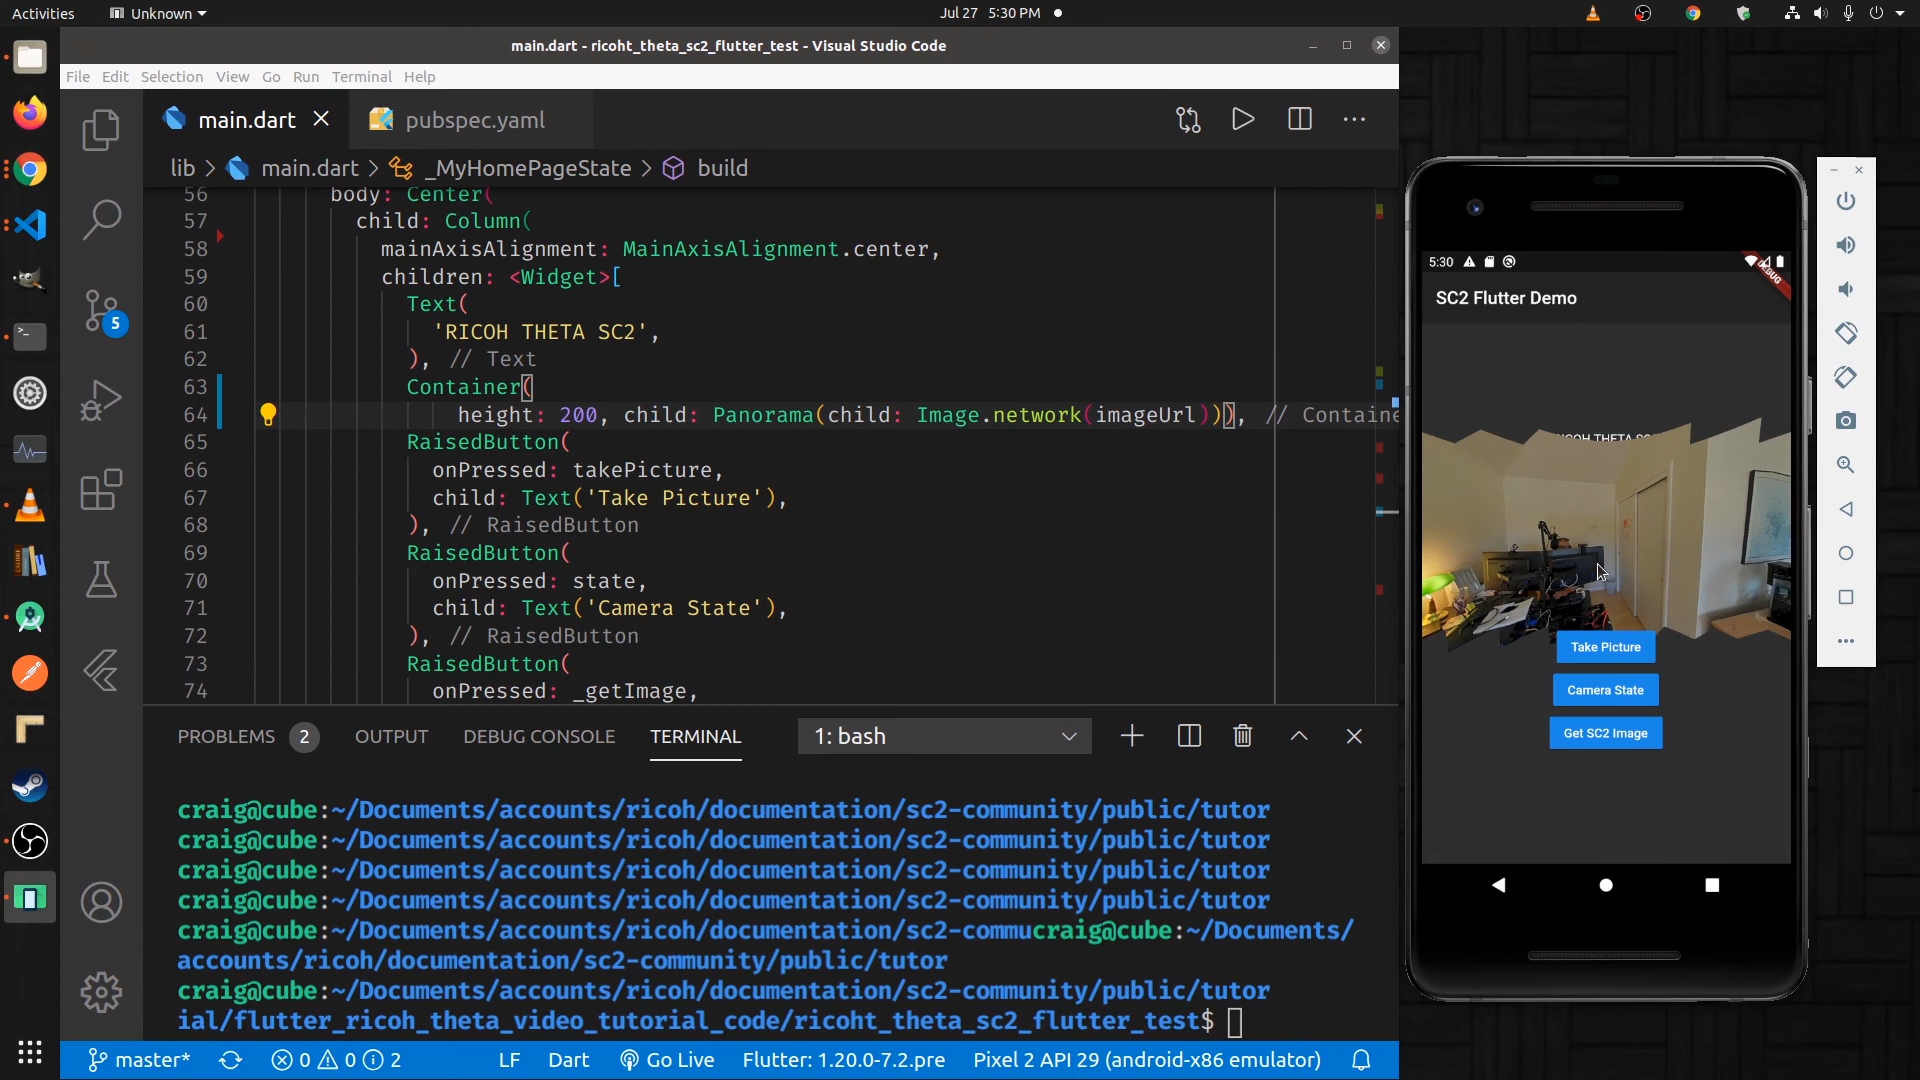 Activities Unknown Jul 27 5:30 PM
main.dart - ricoht_theta_sc2_flutter_test - Visual Studio Code
File Edit Selection View Go Run Terminal Help
main.dart pubspec.yaml
lib > main.dart > _MyHomePageState > build
56 body: Center(
57 child: Column(
58 mainAxisAlignment: MainAxisAlignment.center,
59 children: <Widget>[
60 Text(
61 'RICOH THETA SC2',
62 ), // Text
63 Container(
64 height: 200, child: Panorama(child: Image.network(imageUrl))), // Containe
65 RaisedButton(
66 onPressed: takePicture,
67 child: Text('Take Picture'),
68 ), // RaisedButton
69 RaisedButton(
70 onPressed: state,
71 child: Text('Camera State'),
72 ), // RaisedButton
73 RaisedButton(
74 onPressed: _getImage,
5
PROBLEMS 2 OUTPUT DEBUG CONSOLE TERMINAL 1: bash
craig@cube:~/Documents/accounts/ricoh/documentation/sc2-community/public/tutor
craig@cube:~/Documents/accounts/ricoh/documentation/sc2-community/public/tutor
craig@cube:~/Documents/accounts/ricoh/documentation/sc2-community/public/tutor
craig@cube:~/Documents/accounts/ricoh/documentation/sc2-community/public/tutor
craig@cube:~/Documents/accounts/ricoh/documentation/sc2-commucraig@cube:~/Documents/
accounts/ricoh/documentation/sc2-community/public/tutor
craig@cube:~/Documents/accounts/ricoh/documentation/sc2-community/public/tutor
ial/flutter_ricoh_theta_video_tutorial_code/ricoht_theta_sc2_flutter_test$
master* 0 0 2 LF Dart Go Live Flutter: 1.20.0-7.2.pre Pixel 2 API 29 (android-x86 emulator)
5:30
DEBUG
SC2 Flutter Demo
THETA
Take Picture
Camera State
Get SC2 Image